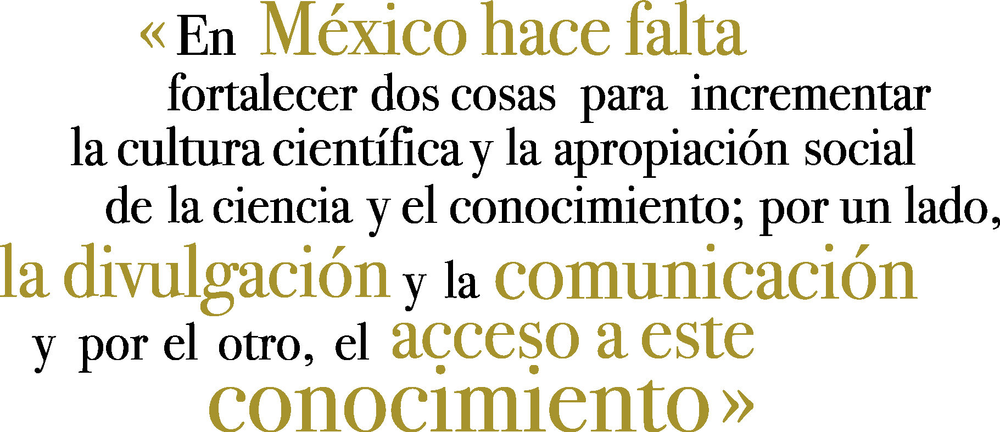 « En México hace falta
fortalecer dos cosas para incrementar
la cultura científica y la apropiación social
de la ciencia y el conocimiento; por un lado,
la divulgación y la comunicación
y por el otro, el acceso a este
conocimiento »